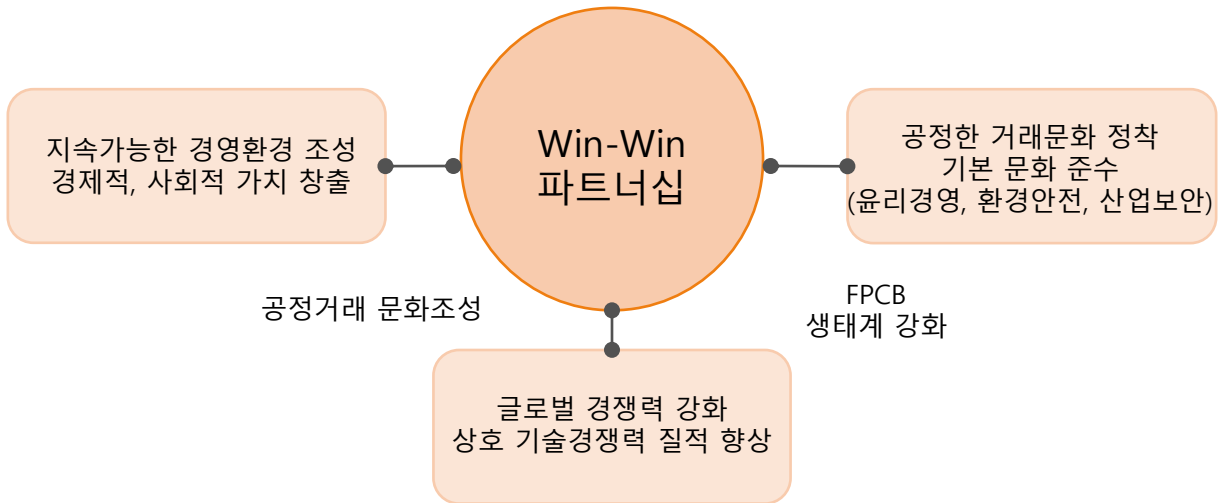 Win-Win
파트너십
지속가능한 경영환경 조성
경제적, 사회적 가치 창출
공정한 거래문화 정착
기본 문화 준수
(윤리경영, 환경안전, 산업보안)
공정거래 문화조성
FPCB
생태계 강화
글로벌 경쟁력 강화
상호 기술경쟁력 질적 향상